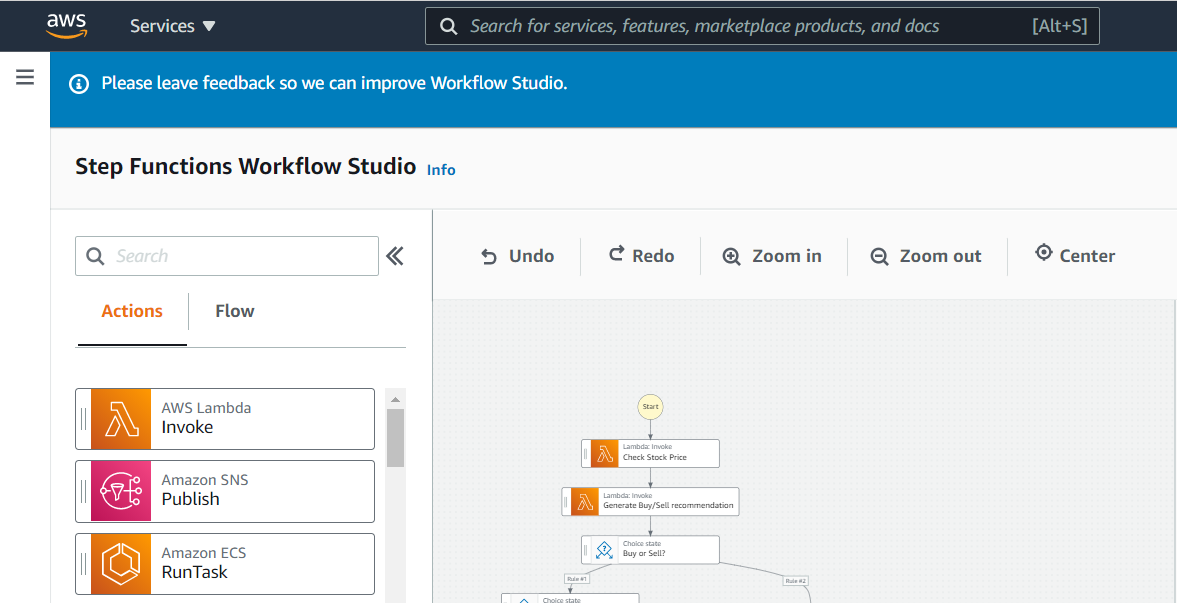 aws
Services
Search for services, features, marketplace products, and docs
[Alt+S]
Please leave feedback so we can improve Workflow Studio.
Step Functions Workflow Studio Info
Search
Undo
Redo
Zoom in
Zoom out
Center
Actions
Flow
AWS Lambda
Invoke
Amazon SNS
Publish
Amazon ECS
RunTask
Start
Lambda: Invoke
Check Stock Price
Lambda: Invoke
Generate Buy/Sell recommendation
Choice state
Buy or Sell?
Rule #1
Rule #2
Choice state